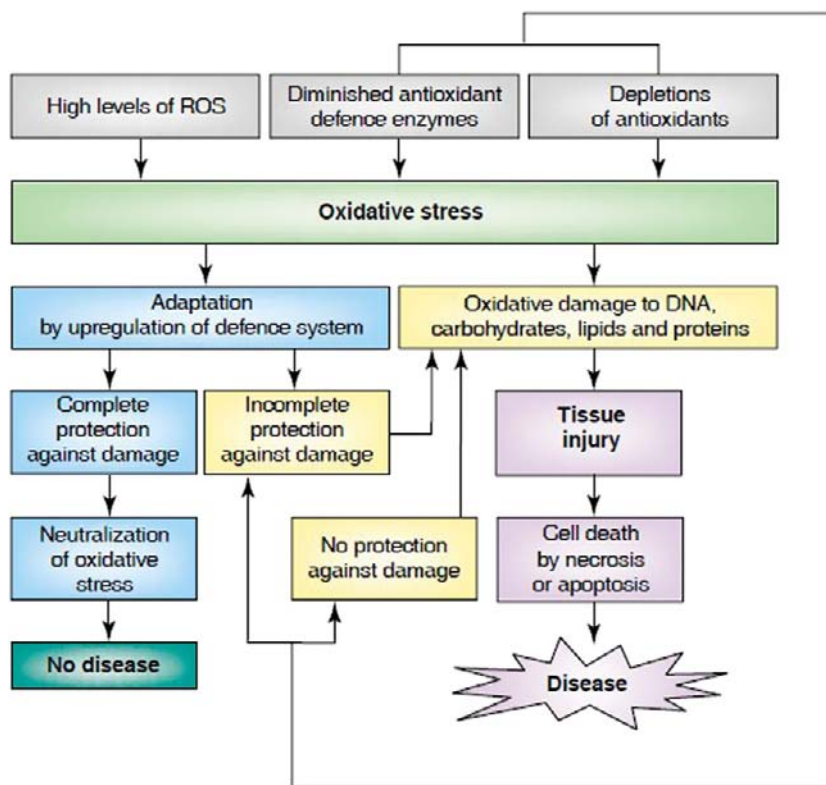 High levels of ROS
Diminished antioxidant
defence enzymes
Depletions
of antioxidants
Oxidative stress
Adaptation
by upregulation of defence system
Oxidative damage to DNA,
carbohydrates, lipids and proteins
Complete
protection
against damage
Incomplete
protection
against damage
Tissue
injury
Neutralization
of oxidative
stress
No protection
against damage
Cell death
by necrosis
or apoptosis
No disease
Disease